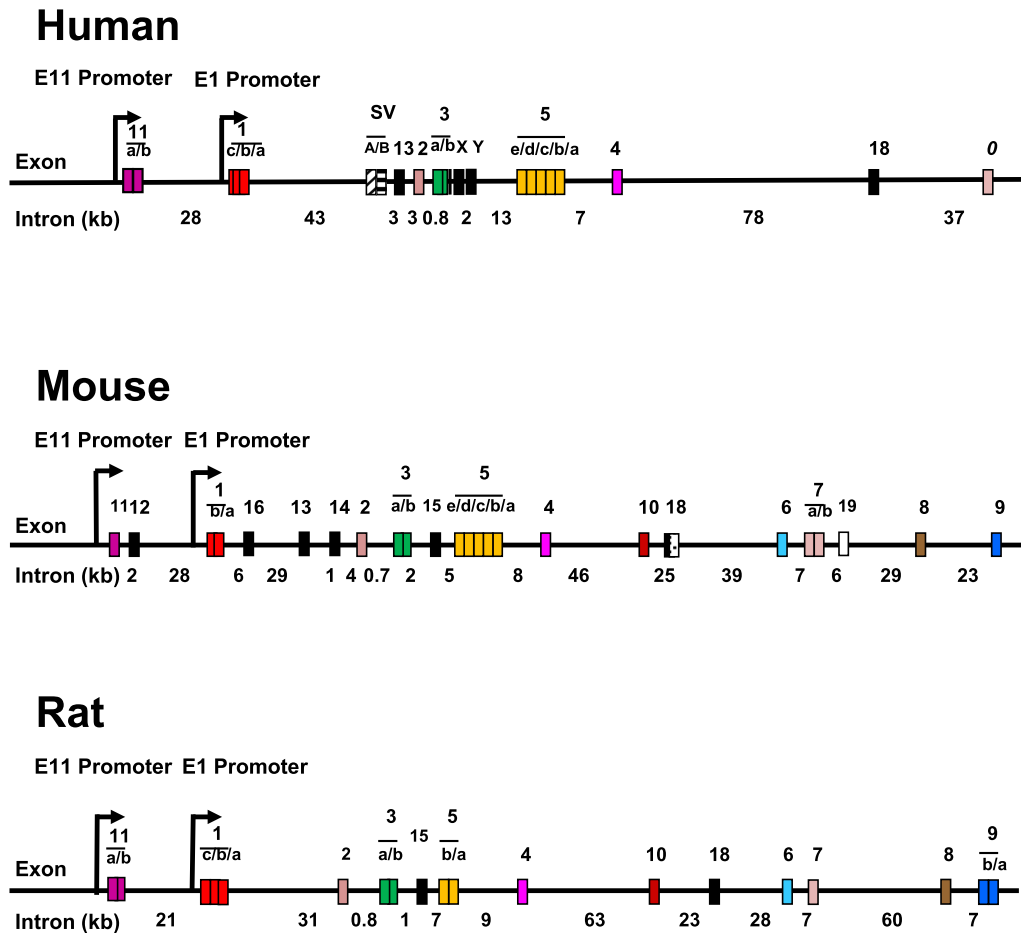 Human
E11 Promoter E1 Promoter
SV 3 5
11 1 A/B 13 2 a/b X Y e/d/c/b/a 4 18 0
a/b c/b/a
Exon
Intron (kb) 28 43 3 3 0.8 2 13 7 78 37
Mouse
E11 Promoter E1 Promoter
3 5
11 12 1 16 13 14 2 a/b 15 e/d/c/b/a 4 10 18 6 7 19 8 9
b/a a/b
Exon
Intron (kb) 2 28 6 29 1 4 0.7 2 5 8 46 25 39 7 6 29 23
Rat
E11 Promoter E1 Promoter
3 5
11 1 15 9
a/b c/b/a 2 a/b b/a 4 10 18 6 7 8 b/a
Exon
Intron (kb) 21 31 0.8 1 7 9 63 23 28 7 60 7